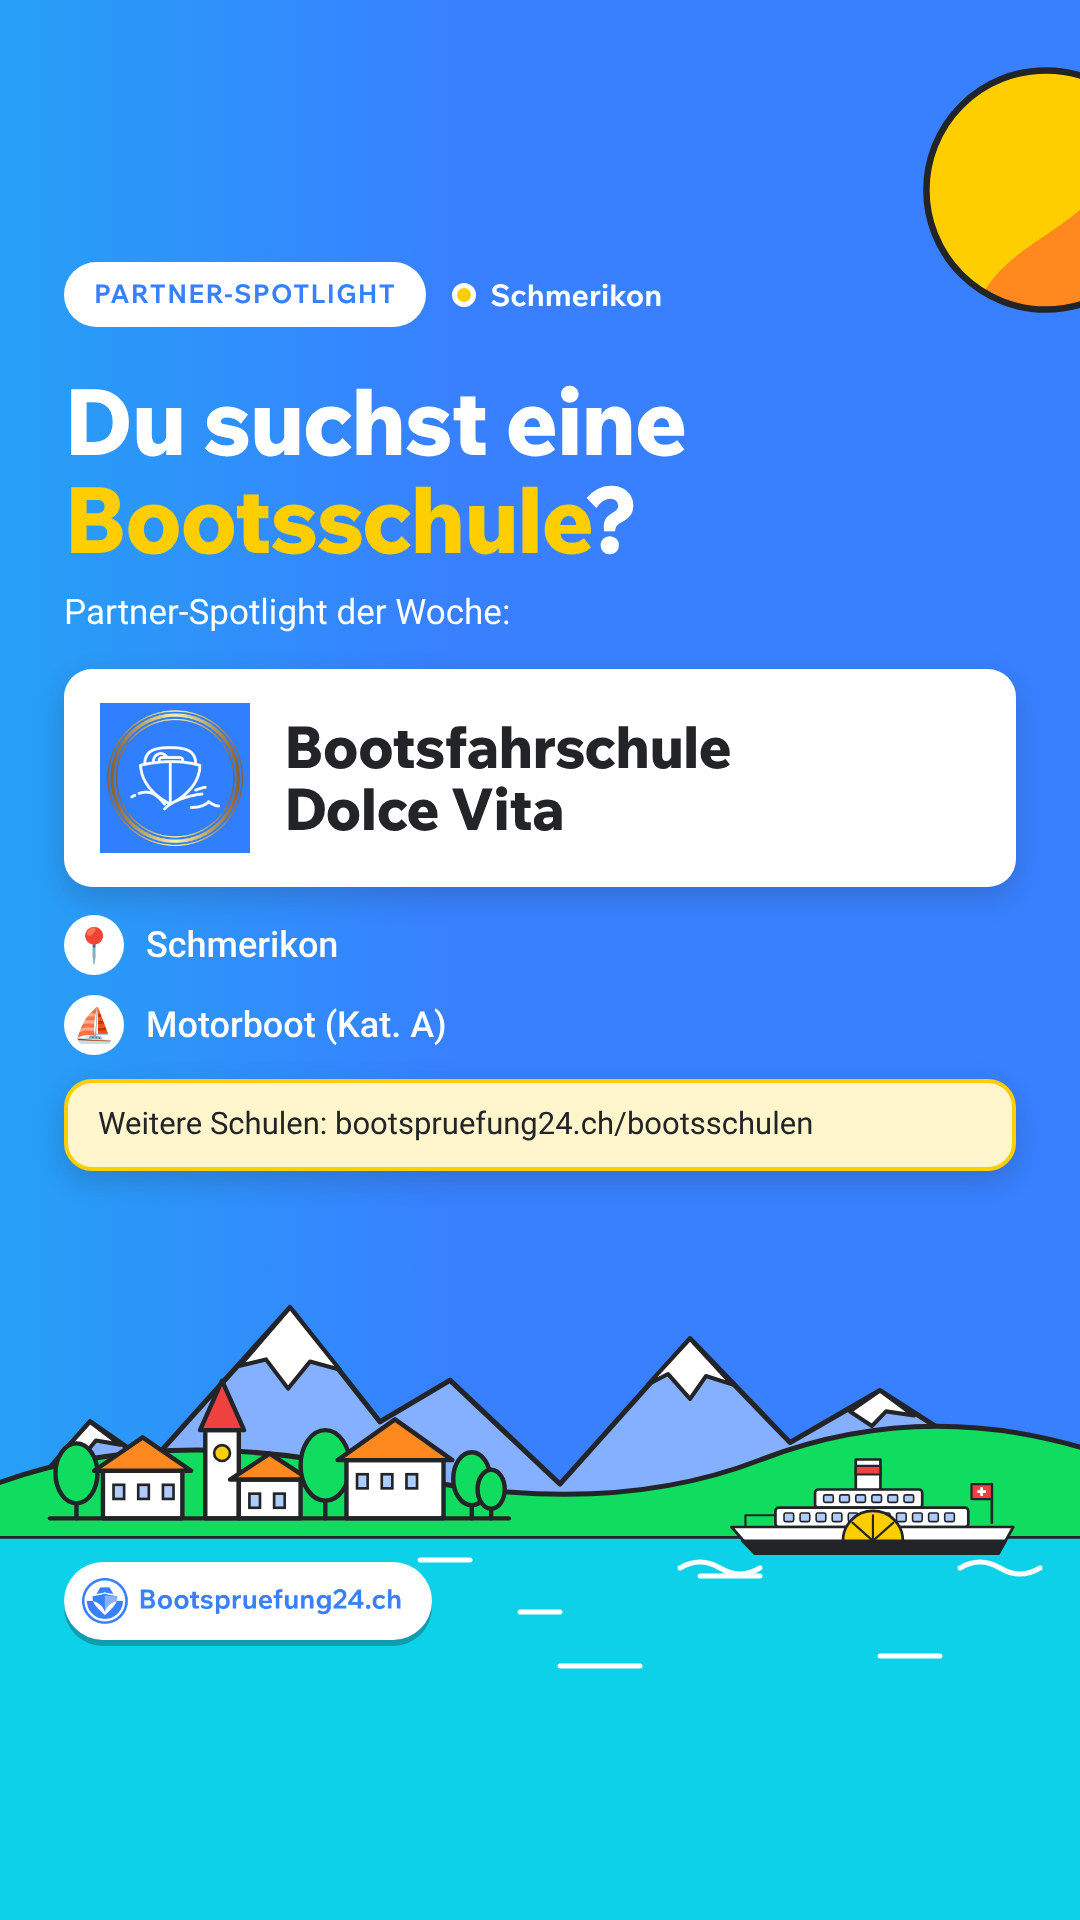 PARTNER-SPOTLIGHT
Schmerikon
Du suchst eine
Bootsschule?
Partner-Spotlight der Woche:
Bootsfahrschule
Dolce Vita
Schmerikon
Motorboot (Kat. A)
Weitere Schulen: bootspruefung24.ch/bootsschulen
Bootspruefung24.ch